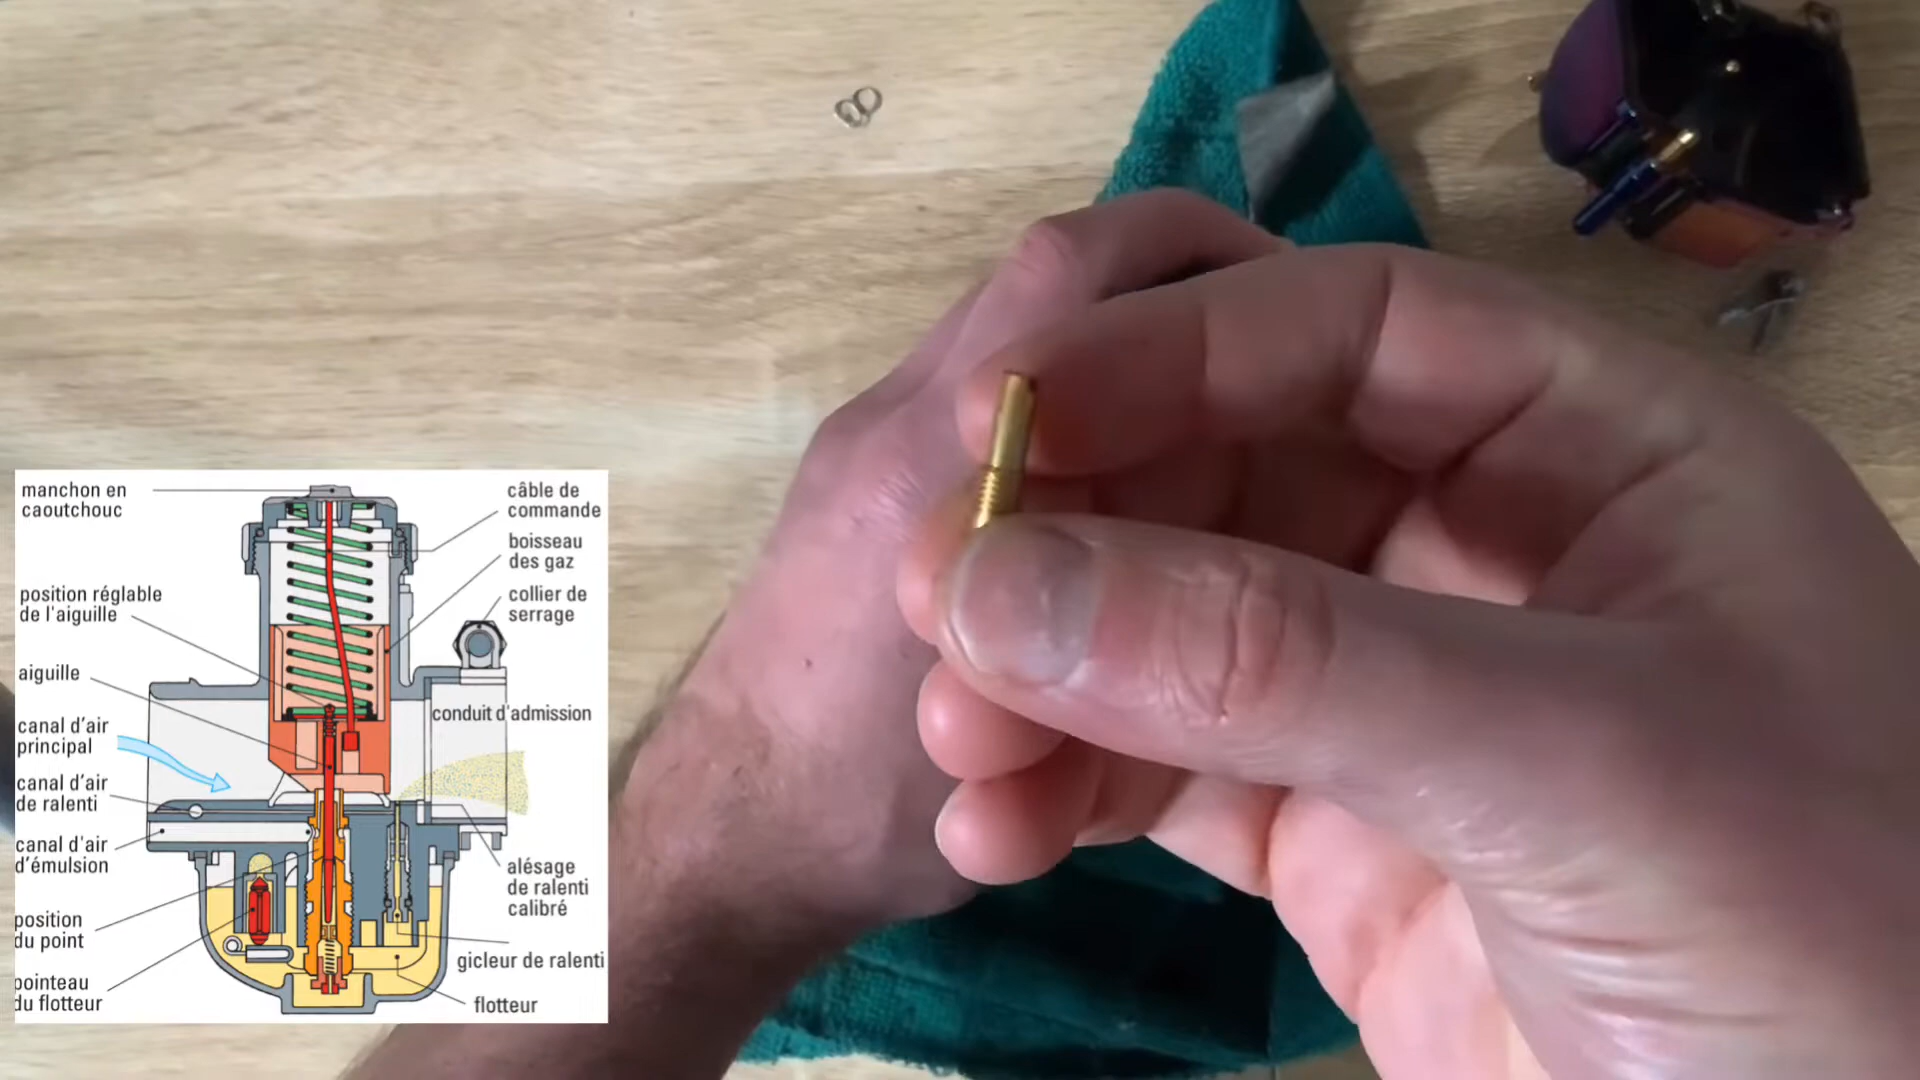 manchon en
caoutchouc
câble de
commande
boisseau
des gaz
position réglable
de l'aiguille
collier de
serrage
aiguille
conduit d'admission
canal d'air
principal
canal d'air
de ralenti
canal d'air
d'émulsion
alésage
de ralenti
calibré
position
du point
gicleur de ralenti
pointeau
du flotteur
flotteur